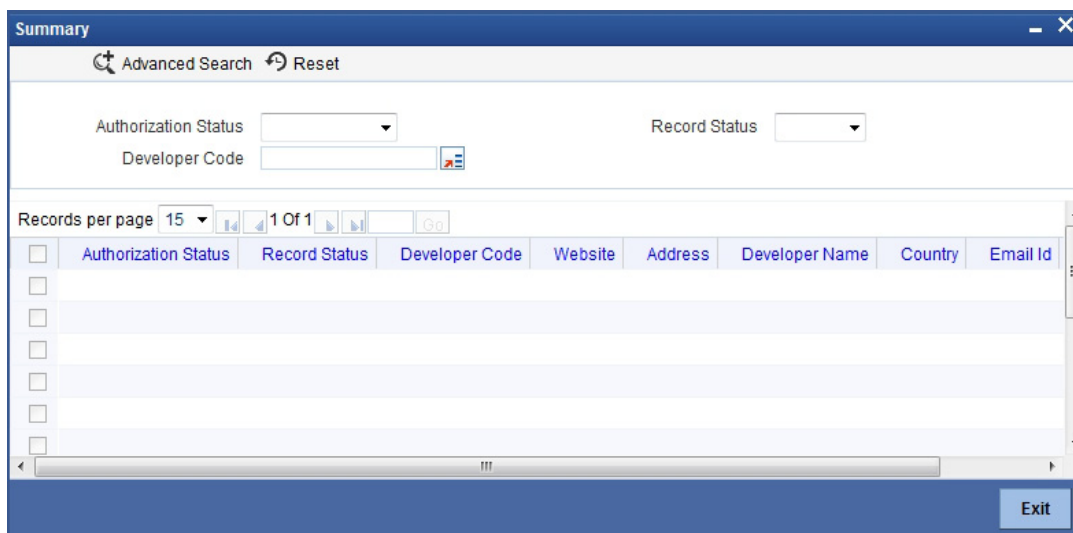 Summary
Advanced Search Reset
Authorization Status Record Status
Developer Code
Records per page 15 1 Of 1 Go
Authorization Status Record Status Developer Code Website Address Developer Name Country Email Id
Exit